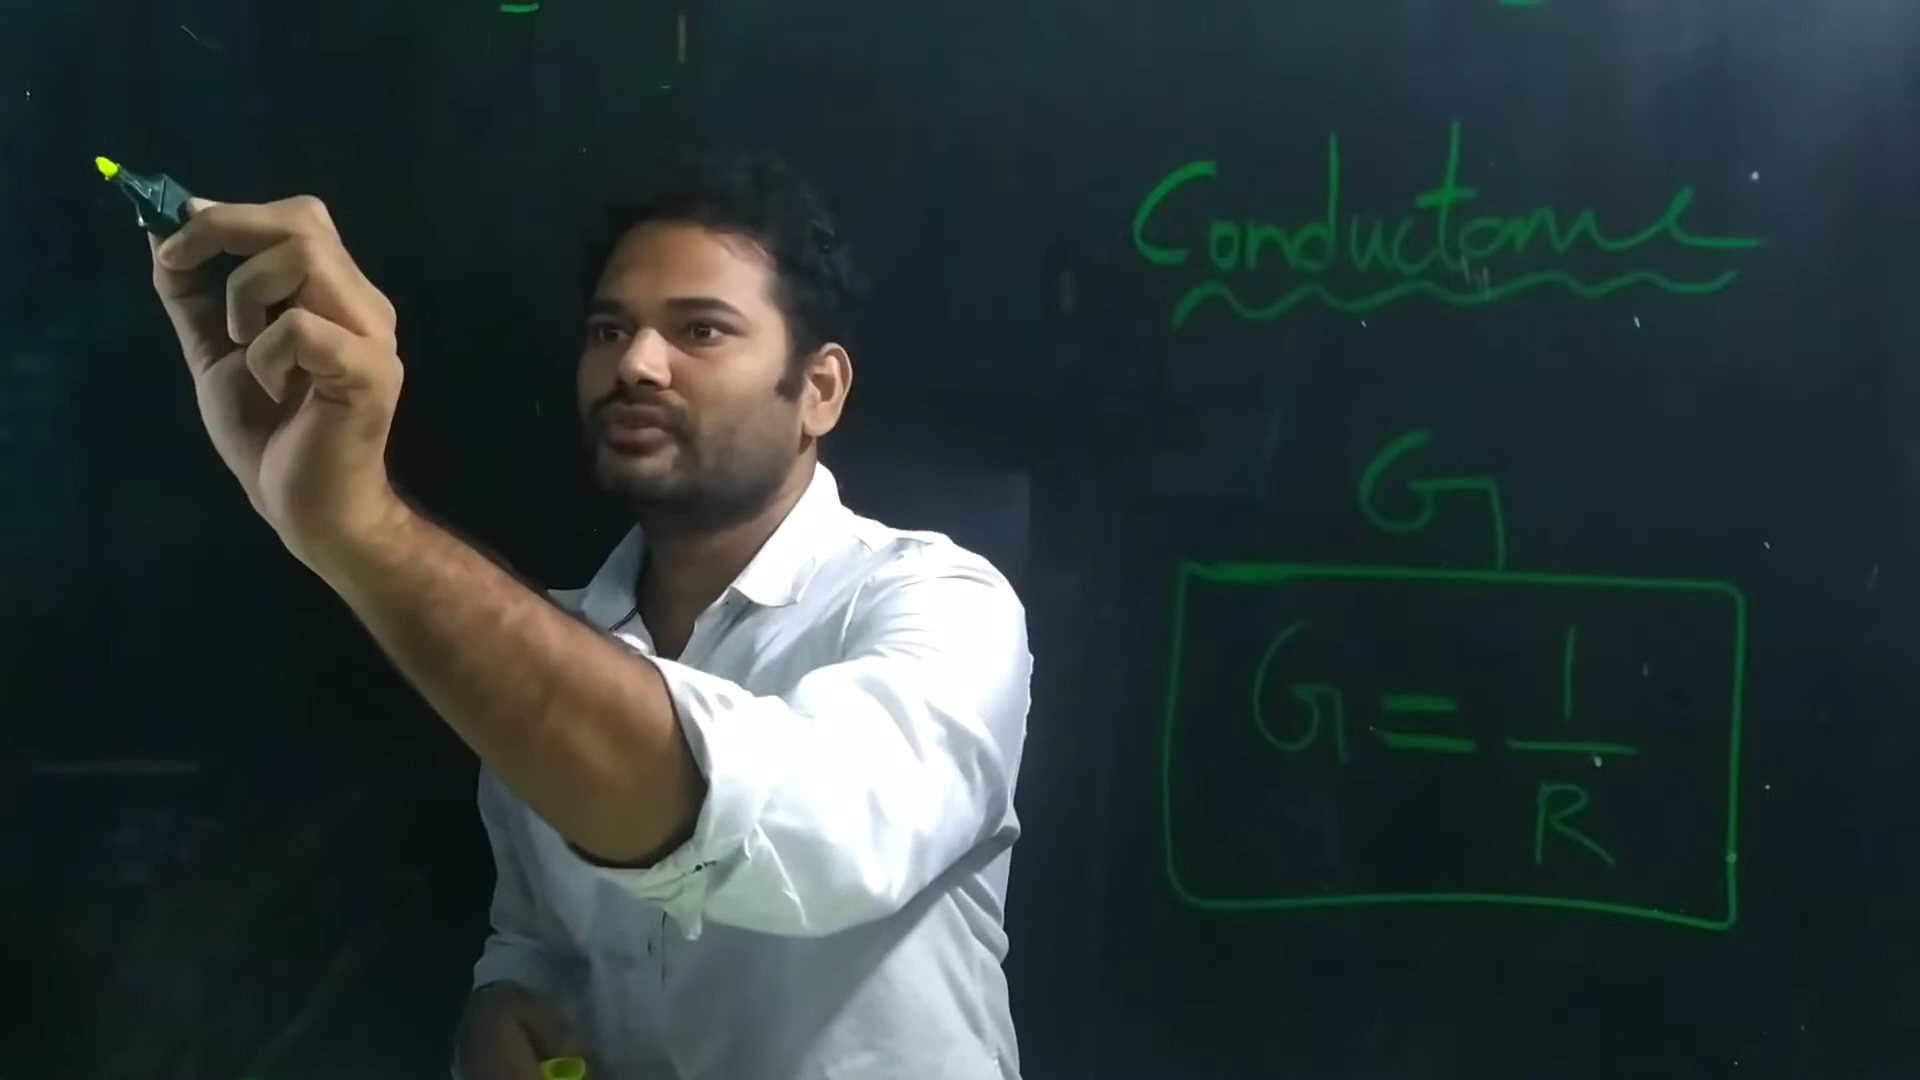 Conductance
G
G = 1/R